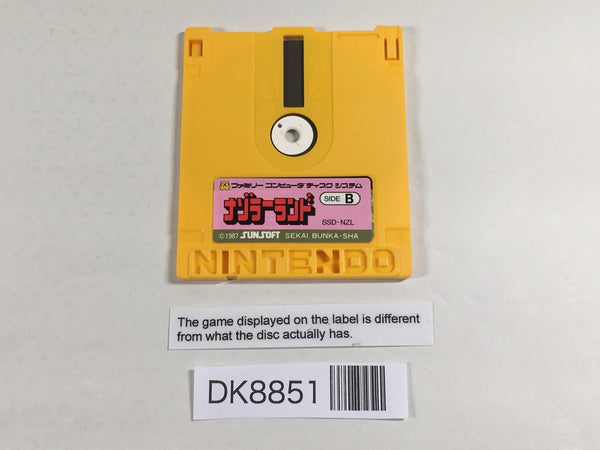 ファミリー コンピュータ ディスク システム
ナゾラーランド
SIDE B
SSD-NZL
©1987 SUNSOFT SEKAI BUNKA-SHA
NINTENDO
The game displayed on the label is different
from what the disc actually has.
DK8851